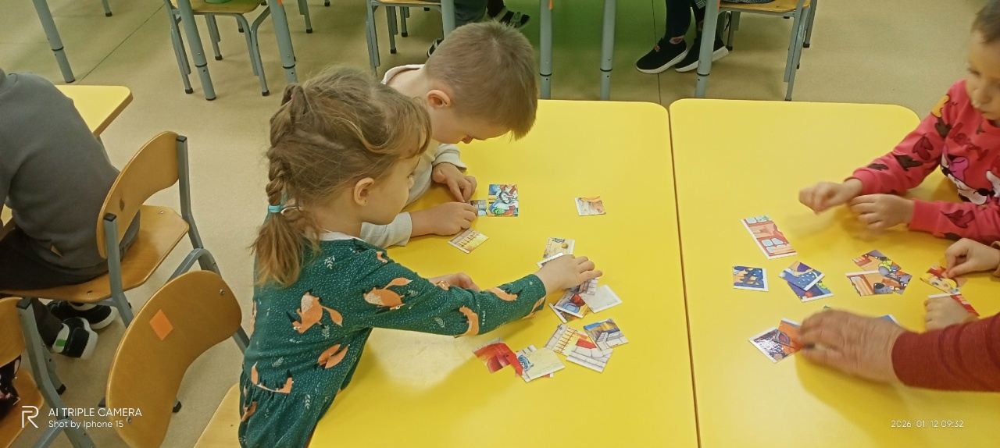 AI TRIPLE CAMERA
Shot by Iphone 15
2026 01 12 09:32